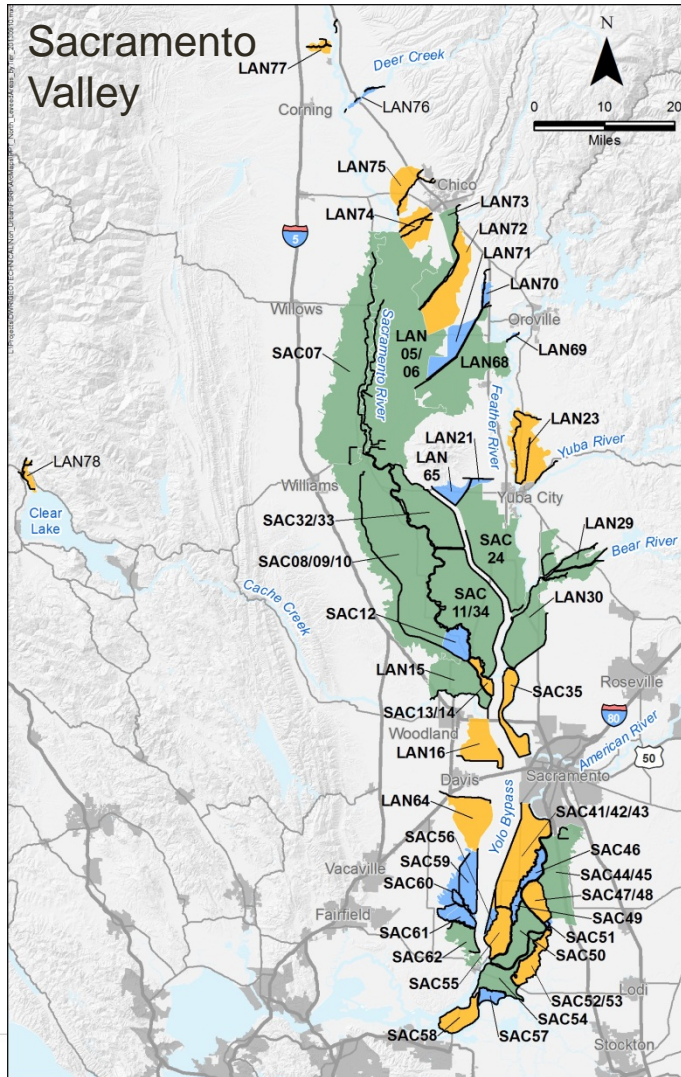 Sacramento
Valley
N
0 10 20
Miles
LAN77
Deer Creek
Corning
LAN76
LAN75
Chico
LAN73
LAN74
LAN72
5
LAN71
LAN70
Willows
Sacramento River
Oroville
LAN
05/
06
LAN68
LAN69
SAC07
Feather River
LAN23
LAN21
LAN
65
Yuba River
LAN78
Williams
Yuba City
Clear
Lake
SAC32/33
LAN29
SAC
24
Bear River
SAC08/09/10
Cache Creek
SAC
11/34
LAN30
SAC12
LAN15
SAC35
Roseville
SAC13/14
80
Woodland
American River
LAN16
50
Davis
Sacramento
LAN64
Yolo Bypass
SAC41/42/43
SAC56
SAC46
Vacaville
SAC59
SAC44/45
SAC60
SAC47/48
Fairfield
SAC49
SAC61
SAC51
SAC62
SAC50
SAC55
SAC52/53
Lodi
SAC54
SAC58
SAC57
Stockton